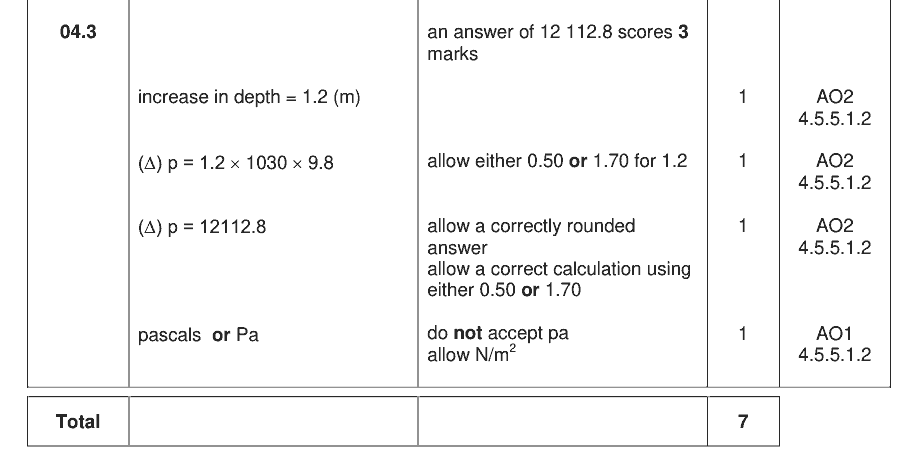 04.3
an answer of 12 112.8 scores 3
marks
increase in depth = 1.2 (m)
1
AO2
4.5.5.1.2
(Δ) p = 1.2 × 1030 × 9.8
allow either 0.50 or 1.70 for 1.2
1
AO2
4.5.5.1.2
(Δ) p = 12112.8
allow a correctly rounded
answer
allow a correct calculation using
either 0.50 or 1.70
1
AO2
4.5.5.1.2
pascals or Pa
do not accept pa
allow N/m²
1
AO1
4.5.5.1.2
Total
7